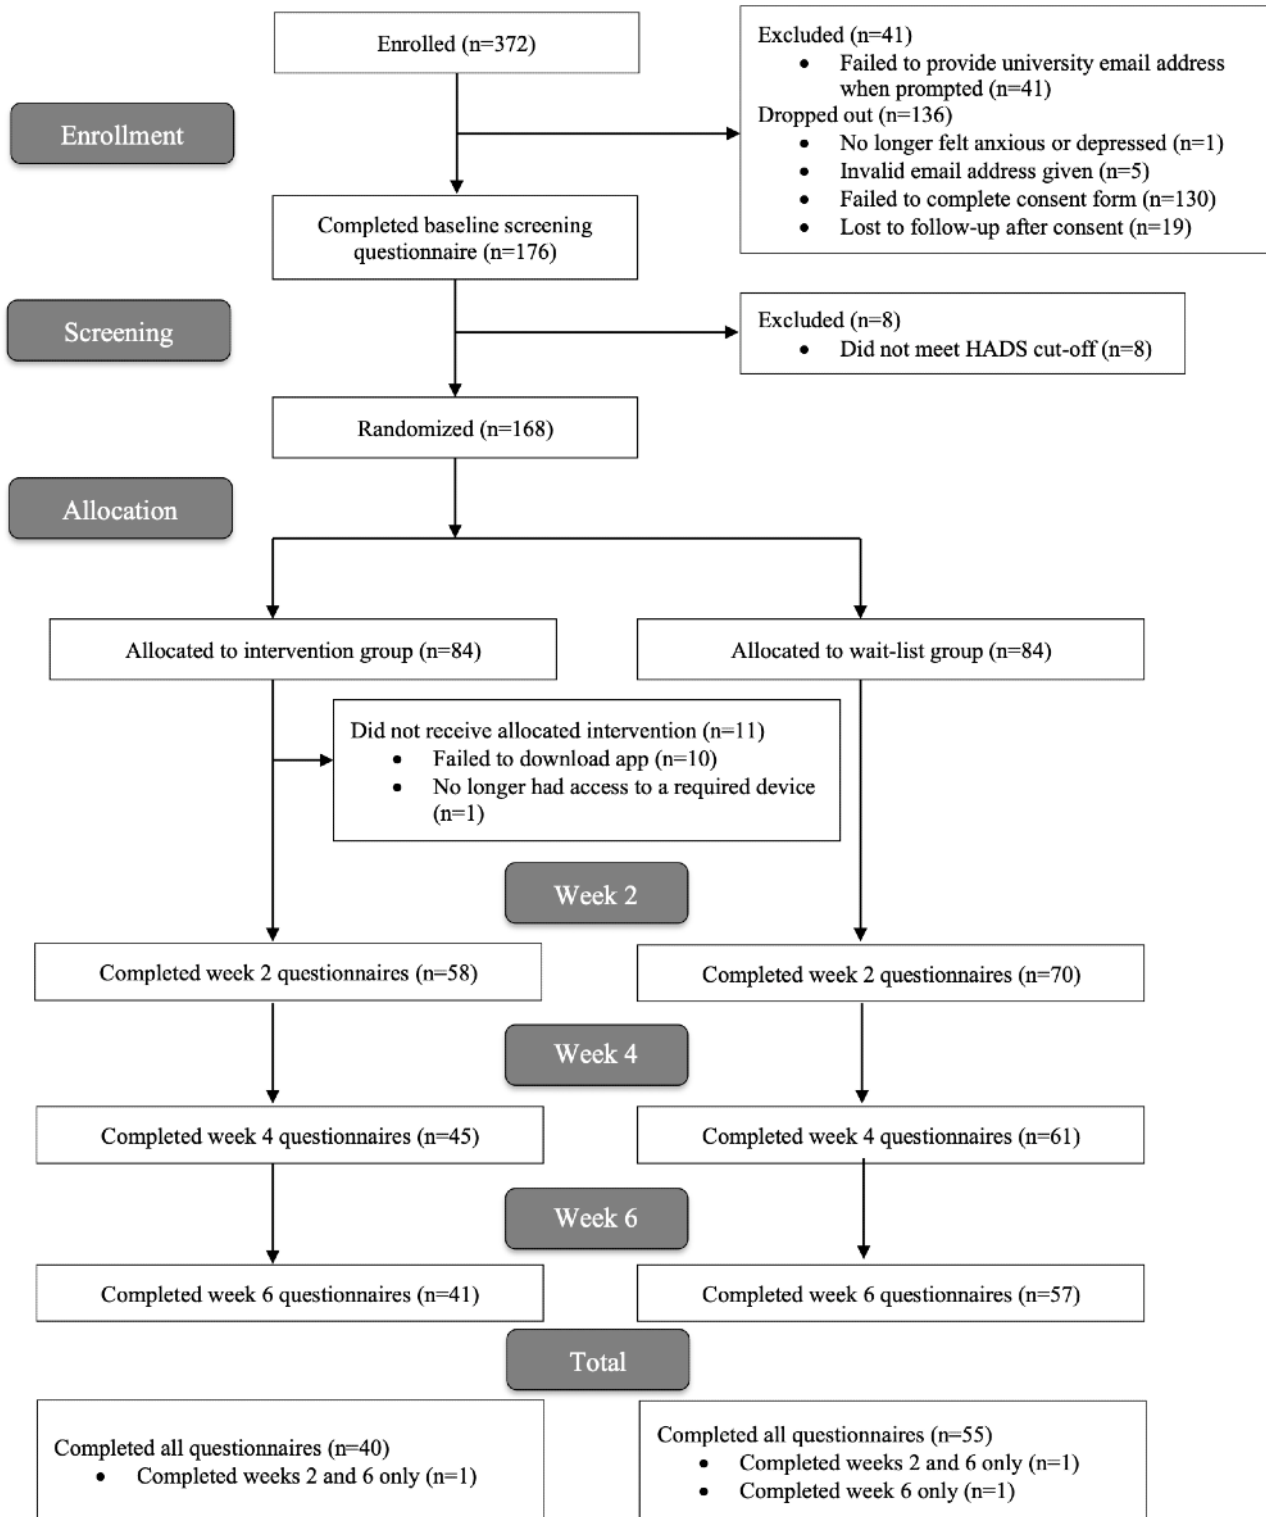 Enrolled (n=372)
Excluded (n=41)
• Failed to provide university email address
when prompted (n=41)
Dropped out (n=136)
• No longer felt anxious or depressed (n=1)
• Invalid email address given (n=5)
• Failed to complete consent form (n=130)
• Lost to follow-up after consent (n=19)
Enrollment
Completed baseline screening
questionnaire (n=176)
Screening
Excluded (n=8)
• Did not meet HADS cut-off (n=8)
Randomized (n=168)
Allocation
Allocated to intervention group (n=84)
Allocated to wait-list group (n=84)
Did not receive allocated intervention (n=11)
• Failed to download app (n=10)
• No longer had access to a required device
(n=1)
Week 2
Completed week 2 questionnaires (n=58)
Completed week 2 questionnaires (n=70)
Week 4
Completed week 4 questionnaires (n=45)
Completed week 4 questionnaires (n=61)
Week 6
Completed week 6 questionnaires (n=41)
Completed week 6 questionnaires (n=57)
Total
Completed all questionnaires (n=40)
• Completed weeks 2 and 6 only (n=1)
Completed all questionnaires (n=55)
• Completed weeks 2 and 6 only (n=1)
• Completed week 6 only (n=1)